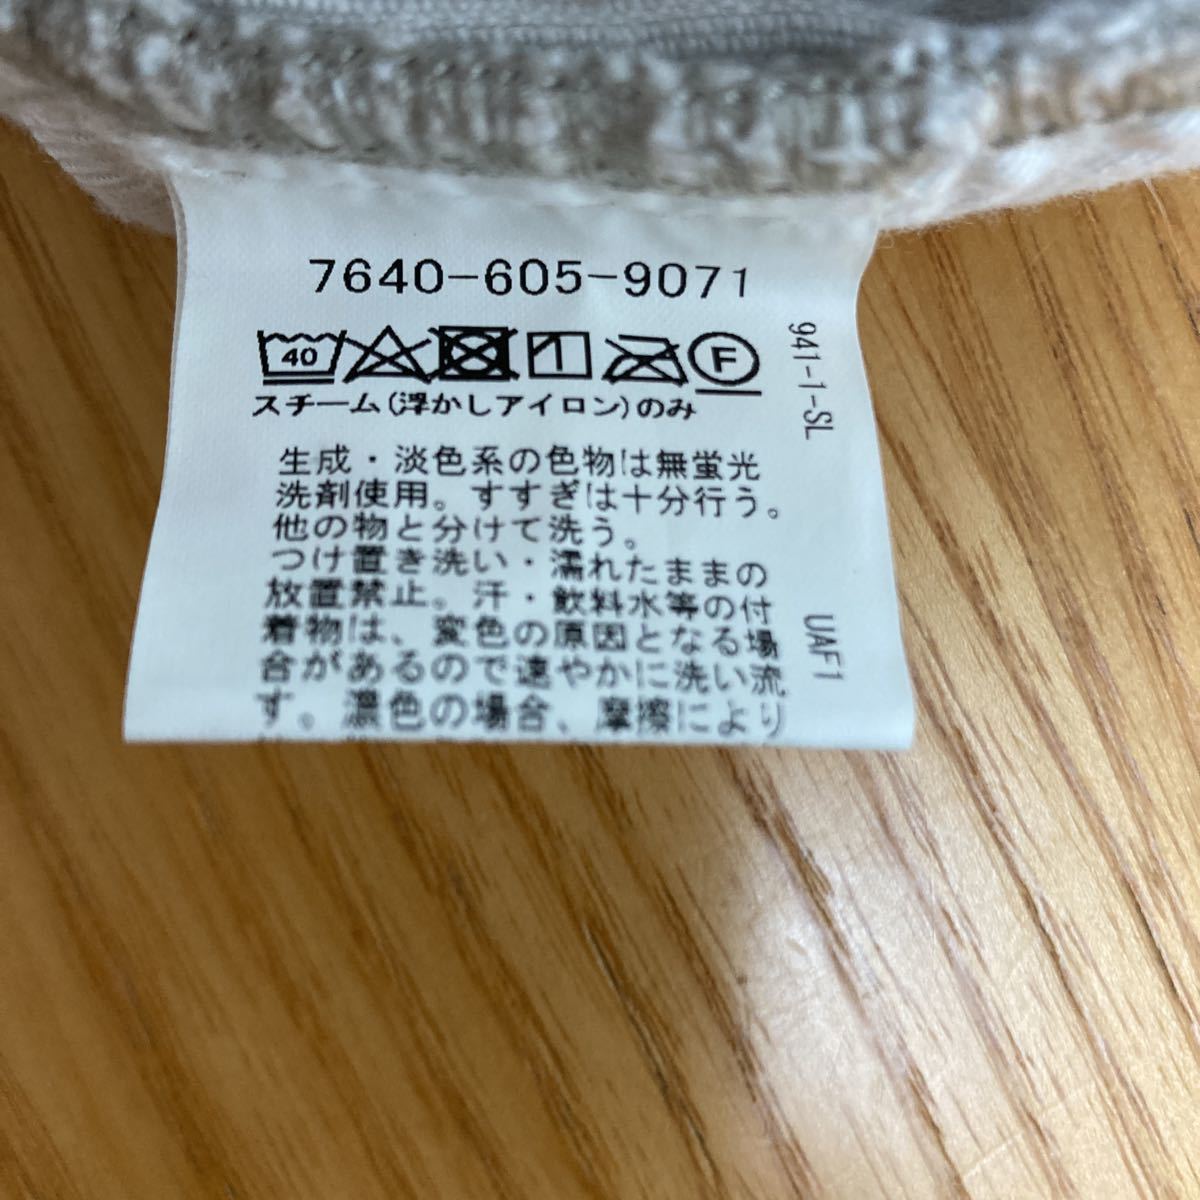 7640-605-9071
40 F
スチーム(浮かしアイロン)のみ
生成・淡色系の色物は無蛍光
洗剤使用。すすぎは十分行う。
他の物と分けて洗う。
つけ置き洗い・濡れたままの
放置禁止。汗・飲料水等の付
着物は、変色の原因となる場
合があるので速やかに洗い流
す。濃色の場合、摩擦により
941-1-SL
UAF1